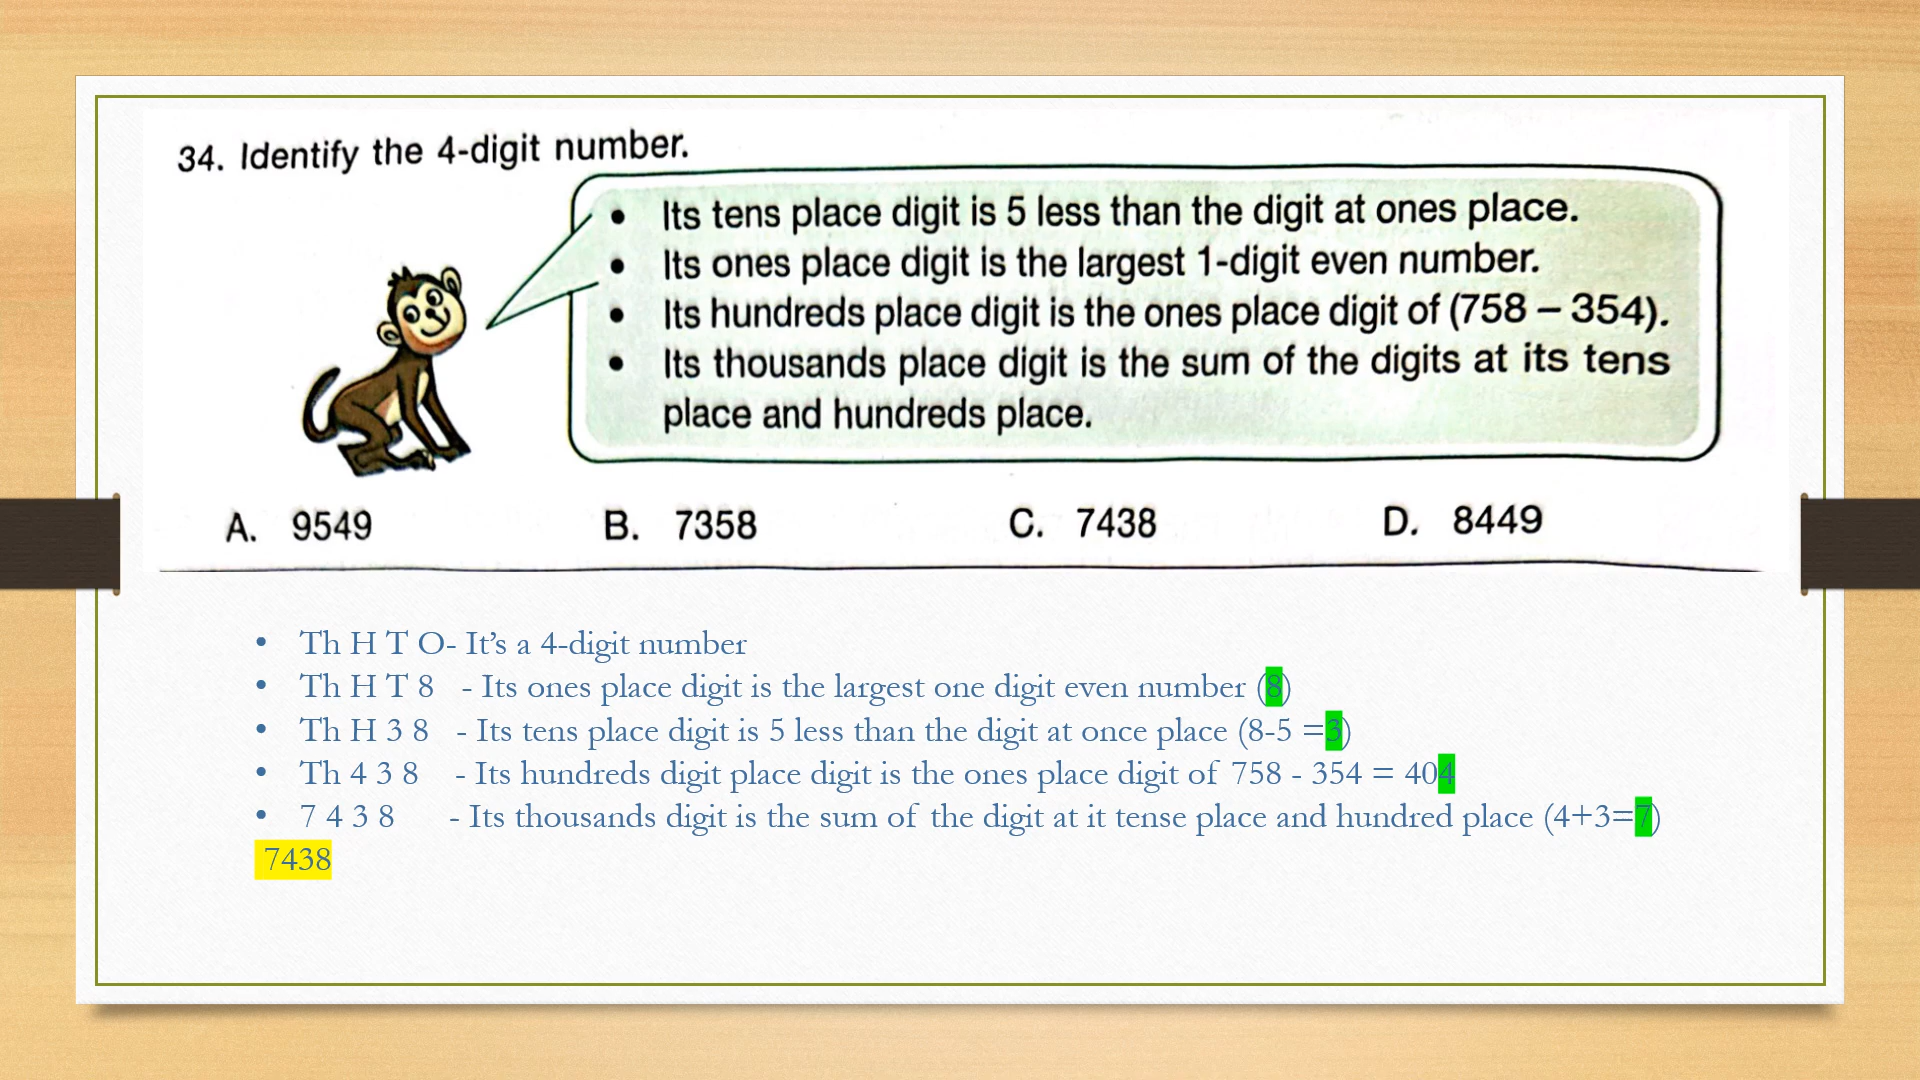 34. Identify the 4-digit number.
• Its tens place digit is 5 less than the digit at ones place.
• Its ones place digit is the largest 1-digit even number.
• Its hundreds place digit is the ones place digit of (758 – 354).
• Its thousands place digit is the sum of the digits at its tens
place and hundreds place.
A. 9549 B. 7358 C. 7438 D. 8449
• Th H T O- It’s a 4-digit number
• Th H T 8 - Its ones place digit is the largest one digit even number (8)
• Th H 3 8 - Its tens place digit is 5 less than the digit at once place (8-5 =3)
• Th 4 3 8 - Its hundreds digit place digit is the ones place digit of 758 - 354 = 404
• 7 4 3 8 - Its thousands digit is the sum of the digit at it tense place and hundred place (4+3=7)
7438